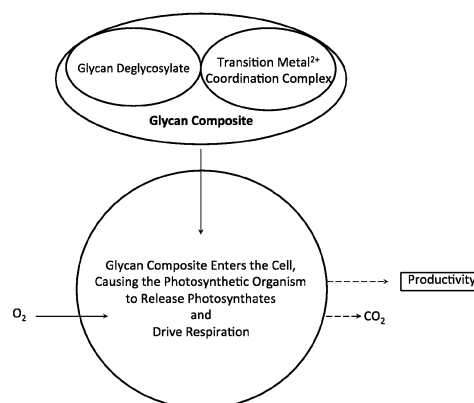 Glycan Deglycosylate
Transition Metal²⁺
Coordination Complex
Glycan Composite
Glycan Composite Enters the Cell,
Causing the Photosynthetic Organism
to Release Photosynthates
and
Drive Respiration
Productivity
O₂
CO₂